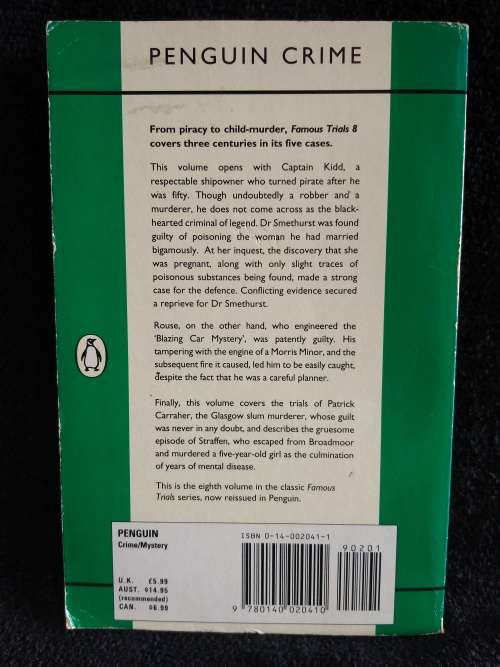 PENGUIN CRIME
From piracy to child-murder, Famous Trials 8
covers three centuries in its five cases.
This volume opens with Captain Kidd, a
respectable shipowner who turned pirate after he
was fifty. Though undoubtedly a robber and a
murderer, he does not come across as the black-
hearted criminal of legend. Dr Smethurst was found
guilty of poisoning the woman he had married
bigamously. At her inquest, the discovery that she
was pregnant, along with only slight traces of
poisonous substances being found, made a strong
case for the defence. Conflicting evidence secured
a reprieve for Dr Smethurst.
Rouse, on the other hand, who engineered the
'Blazing Car Mystery', was patently guilty. His
tampering with the engine of a Morris Minor, and the
subsequent fire it caused, led him to be easily caught,
despite the fact that he was a careful planner.
Finally, this volume covers the trials of Patrick
Carraher, the Glasgow slum murderer, whose guilt
was never in any doubt, and describes the gruesome
episode of Straffen, who escaped from Broadmoor
and murdered a five-year-old girl as the culmination
of years of mental disease.
This is the eighth volume in the classic Famous
Trials series, now reissued in Penguin.
PENGUIN
Crime/Mystery
U.K. £5.99
AUST. $14.95
(recommended)
CAN. $6.99
ISBN 0-14-002041-1
90201
9 780140 020410